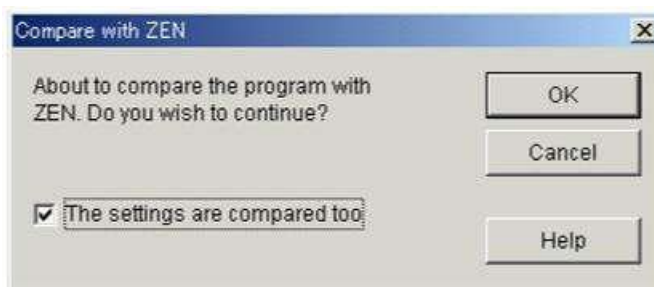 Compare with ZEN
About to compare the program with
ZEN. Do you wish to continue?
OK
Cancel
The settings are compared too
Help